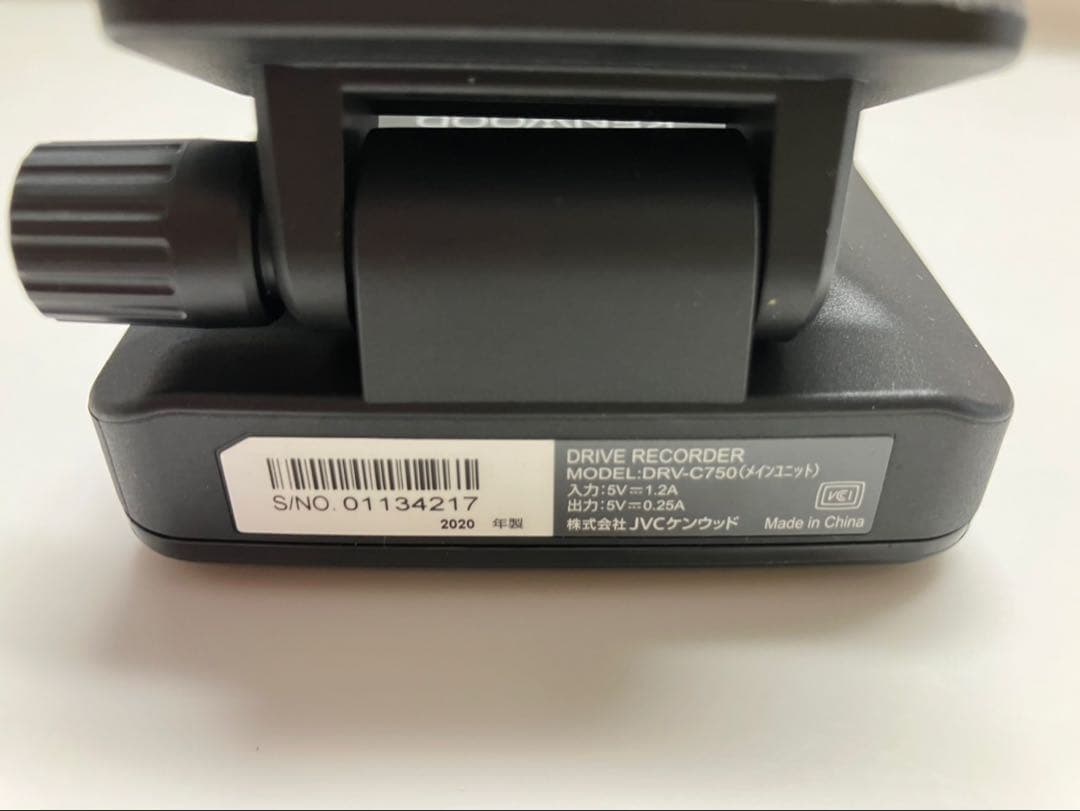 KENWOOD
S/NO. 01134217
2020 年製
DRIVE RECORDER
MODEL:DRV-C750(メインユニット)
入力:5V⎓1.2A
出力:5V⎓0.25A
株式会社 JVCケンウッド Made in China
VCCI